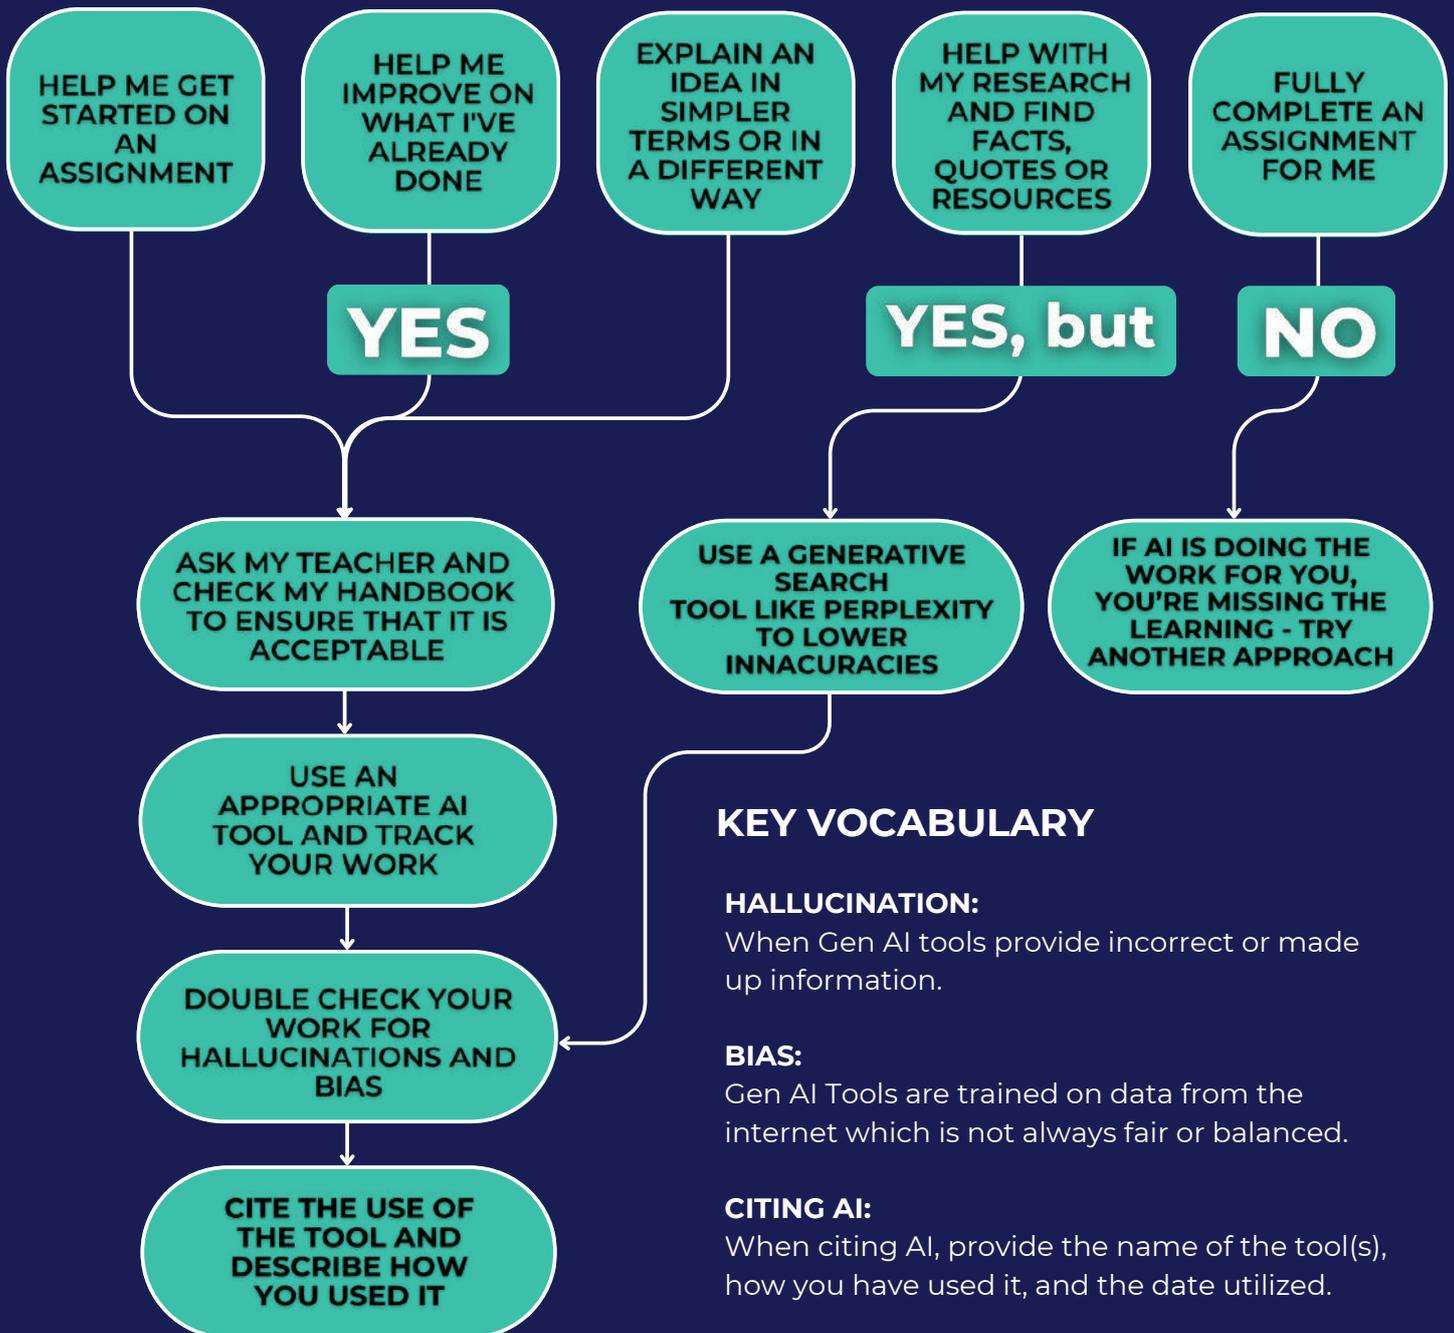 HELP ME GET
STARTED ON
AN
ASSIGNMENT
HELP ME
IMPROVE ON
WHAT I'VE
ALREADY
DONE
EXPLAIN AN
IDEA IN
SIMPLER
TERMS OR IN
A DIFFERENT
WAY
HELP WITH
MY RESEARCH
AND FIND
FACTS,
QUOTES OR
RESOURCES
FULLY
COMPLETE AN
ASSIGNMENT
FOR ME
YES
YES, but
NO
ASK MY TEACHER AND
CHECK MY HANDBOOK
TO ENSURE THAT IT IS
ACCEPTABLE
USE A GENERATIVE
SEARCH
TOOL LIKE PERPLEXITY
TO LOWER
INNACURACIES
IF AI IS DOING THE
WORK FOR YOU,
YOU’RE MISSING THE
LEARNING - TRY
ANOTHER APPROACH
USE AN
APPROPRIATE AI
TOOL AND TRACK
YOUR WORK
DOUBLE CHECK YOUR
WORK FOR
HALLUCINATIONS AND
BIAS
CITE THE USE OF
THE TOOL AND
DESCRIBE HOW
YOU USED IT
KEY VOCABULARY
HALLUCINATION:
When Gen AI tools provide incorrect or made
up information.
BIAS:
Gen AI Tools are trained on data from the
internet which is not always fair or balanced.
CITING AI:
When citing AI, provide the name of the tool(s),
how you have used it, and the date utilized.